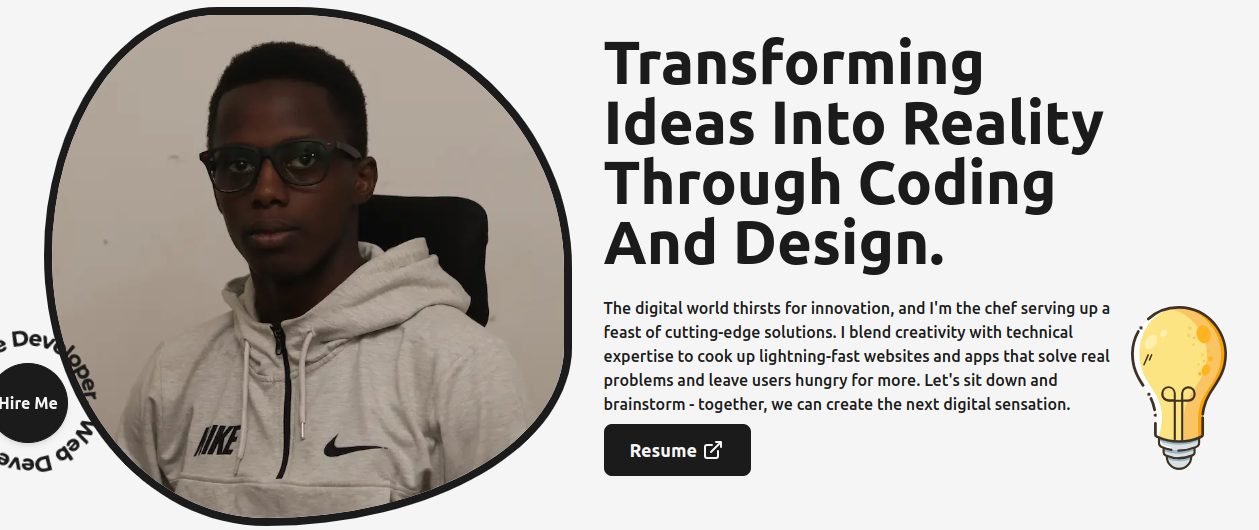 Transforming
Ideas Into Reality
Through Coding
And Design.
The digital world thirsts for innovation, and I'm the chef serving up a
feast of cutting-edge solutions. I blend creativity with technical
expertise to cook up lightning-fast websites and apps that solve real
problems and leave users hungry for more. Let's sit down and
brainstorm - together, we can create the next digital sensation.
Resume
Developer
Web Deve
Hire Me
NIKE